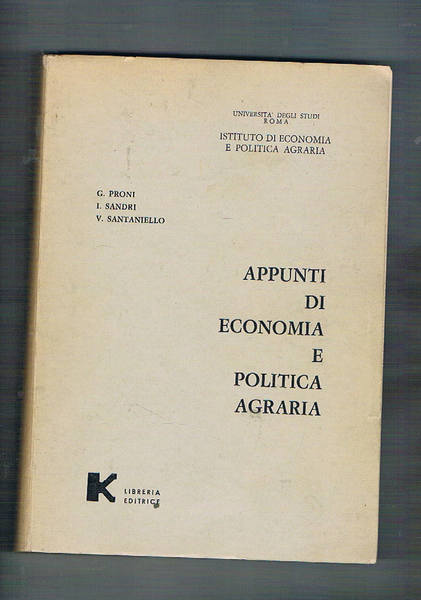 UNIVERSITA' DEGLI STUDI
ROMA
ISTITUTO DI ECONOMIA
E POLITICA AGRARIA
G. PRONI
I. SANDRI
V. SANTANIELLO
APPUNTI
DI
ECONOMIA
E
POLITICA
AGRARIA
K LIBRERIA
EDITRICE